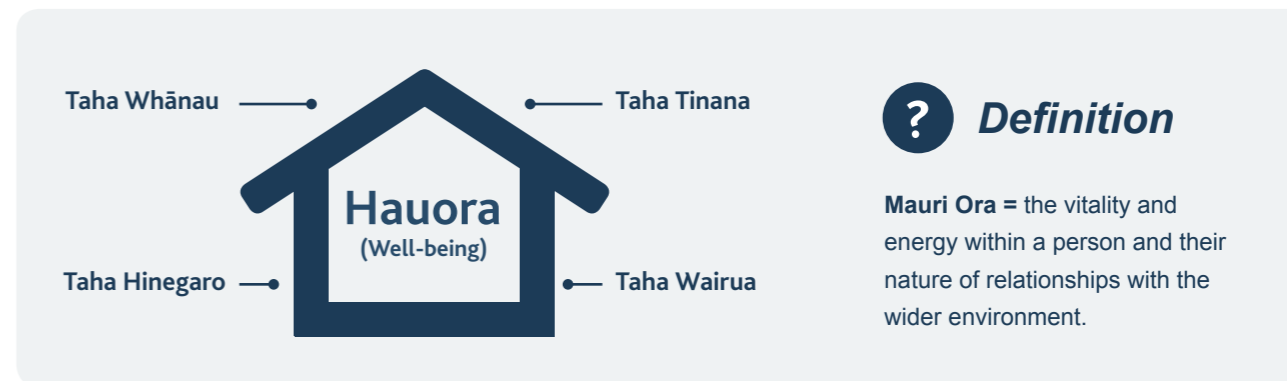 Taha Whānau
Taha Tinana
Hauora
(Well-being)
Taha Hinegaro
Taha Wairua
? Definition
Mauri Ora = the vitality and
energy within a person and their
nature of relationships with the
wider environment.